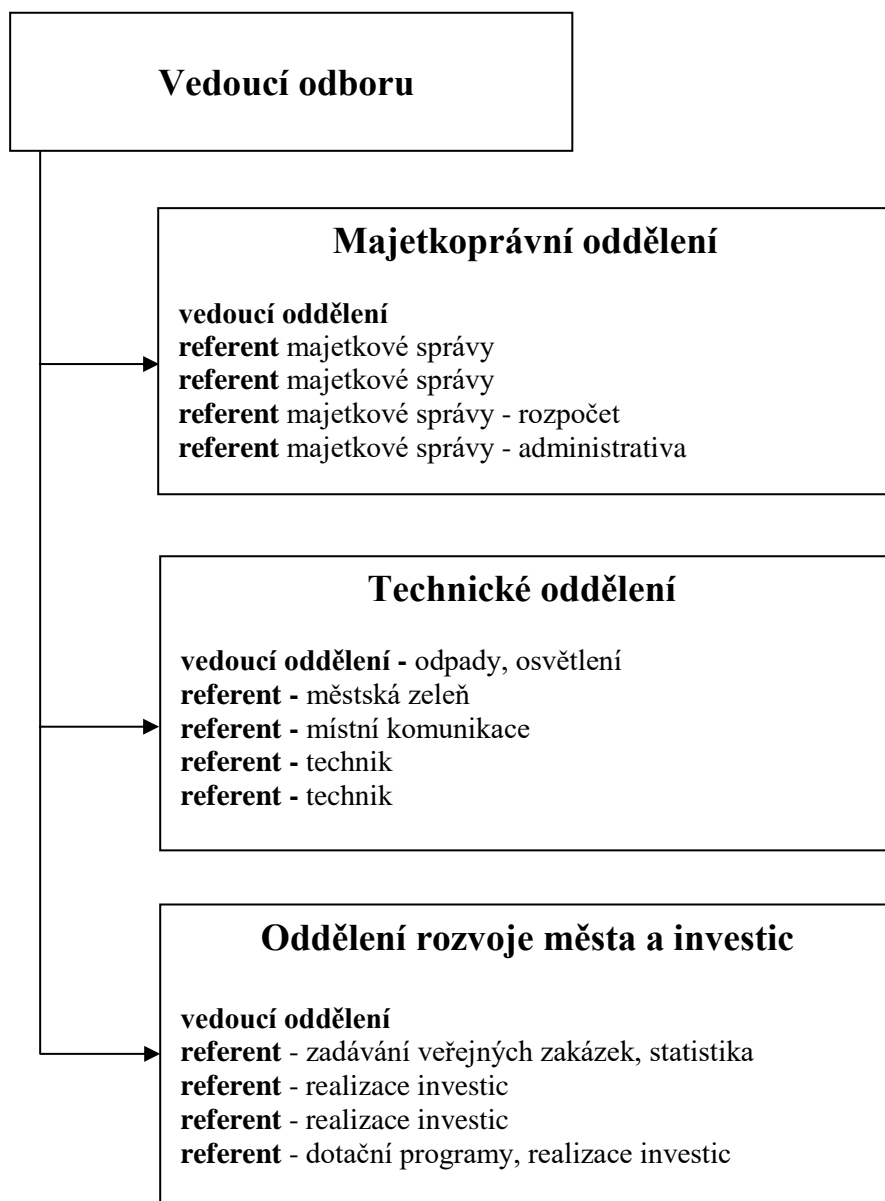 Vedoucí odboru
Majetkoprávní oddělení
vedoucí oddělení
referent majetkové správy
referent majetkové správy
referent majetkové správy - rozpočet
referent majetkové správy - administrativa
Technické oddělení
vedoucí oddělení - odpady, osvětlení
referent - městská zeleň
referent - místní komunikace
referent - technik
referent - technik
Oddělení rozvoje města a investic
vedoucí oddělení
referent - zadávání veřejných zakázek, statistika
referent - realizace investic
referent - realizace investic
referent - dotační programy, realizace investic